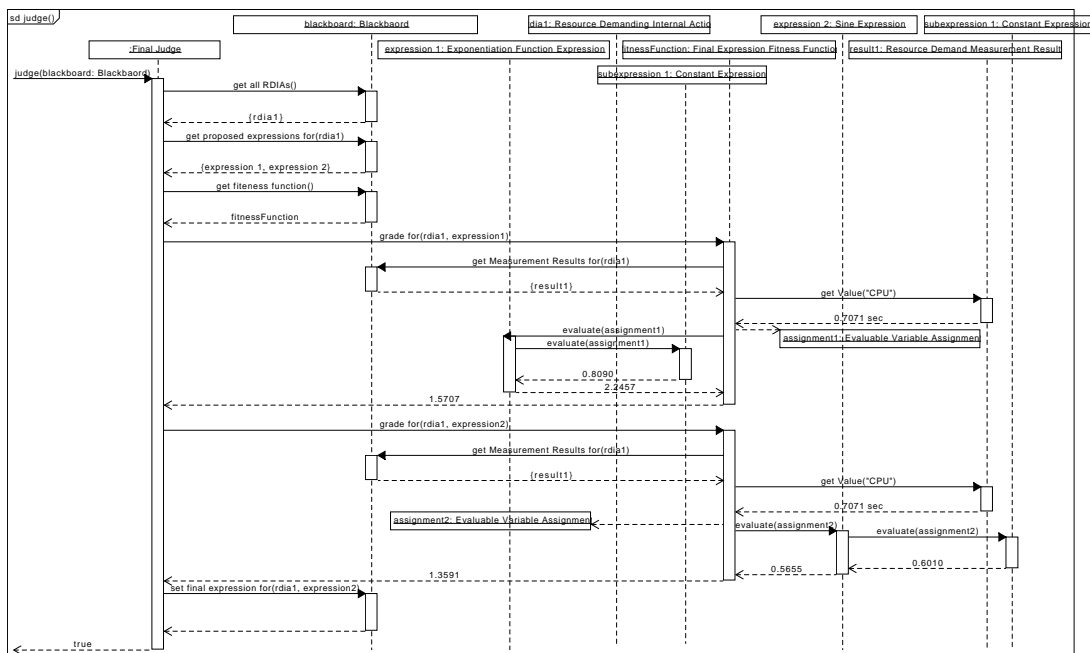 sd judge()
blackboard: Blackbaord
rdia1: Resource Demanding Internal Actio
expression 2: Sine Expression
subexpression 1: Constant Expression
:Final Judge
expression 1: Exponentiation Function Expression
fitnessFunction: Final Expression Fitness Funct
result1: Resource Demand Measurement Result
subexpression 1: Constant Expression
judge(blackboard: Blackbaord)
get all RDIAs()
{rdia1}
get proposed expressions for(rdia1)
{expression 1, expression 2}
get fiteness function()
fitnessFunction
grade for(rdia1, expression1)
get Measurement Results for(rdia1)
{result1}
get Value("CPU")
0.7071 sec
evaluate(assignment1)
assignment1: Evaluable Variable Assignmen
evaluate(assignment1)
0.8090
2.2457
1.5707
grade for(rdia1, expression2)
get Measurement Results for(rdia1)
{result1}
get Value("CPU")
0.7071 sec
assignment2: Evaluable Variable Assignmen
evaluate(assignment2)
evaluate(assignment2)
0.6010
0.5655
1.3591
set final expression for(rdia1, expression2)
true